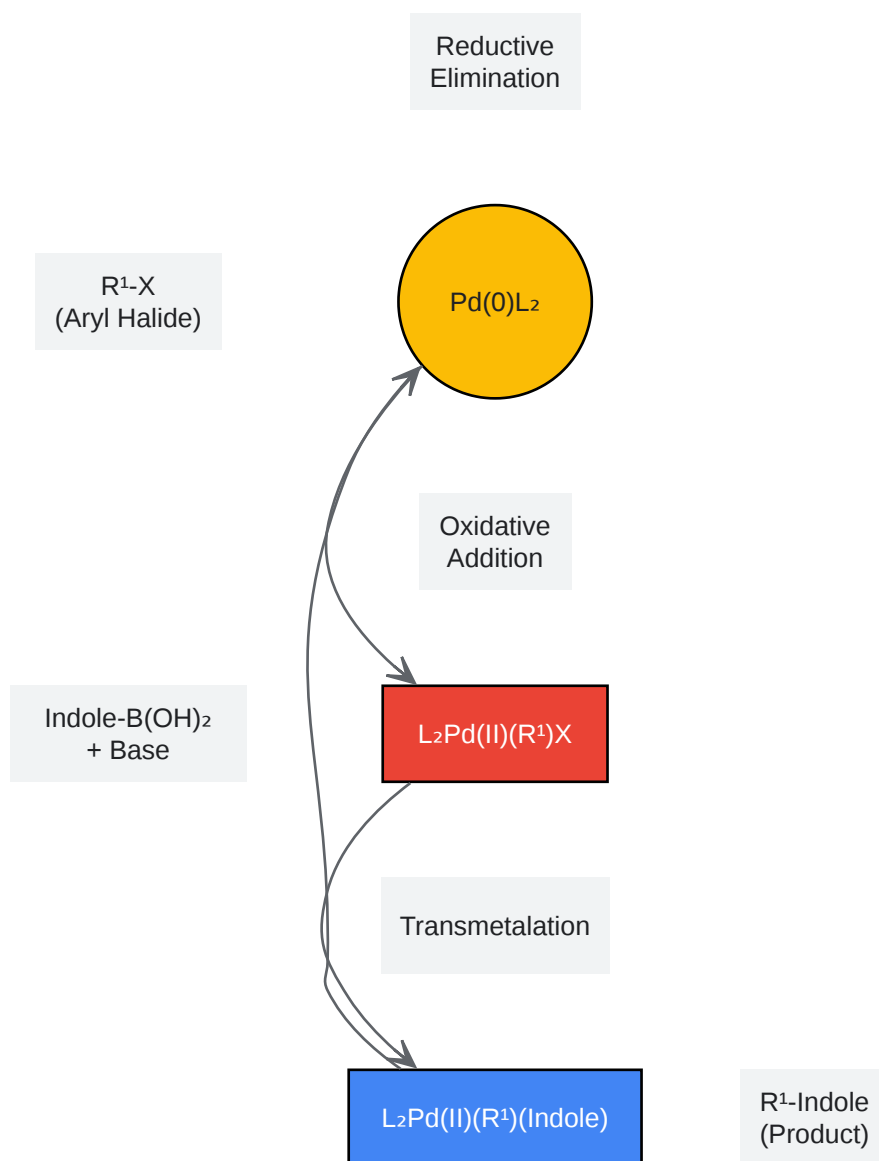 Reductive
Elimination
R¹-X
(Aryl Halide)
Pd(0)L₂
Oxidative
Addition
Indole-B(OH)₂
+ Base
L₂Pd(II)(R¹)X
Transmetalation
L₂Pd(II)(R¹)(Indole)
R¹-Indole
(Product)